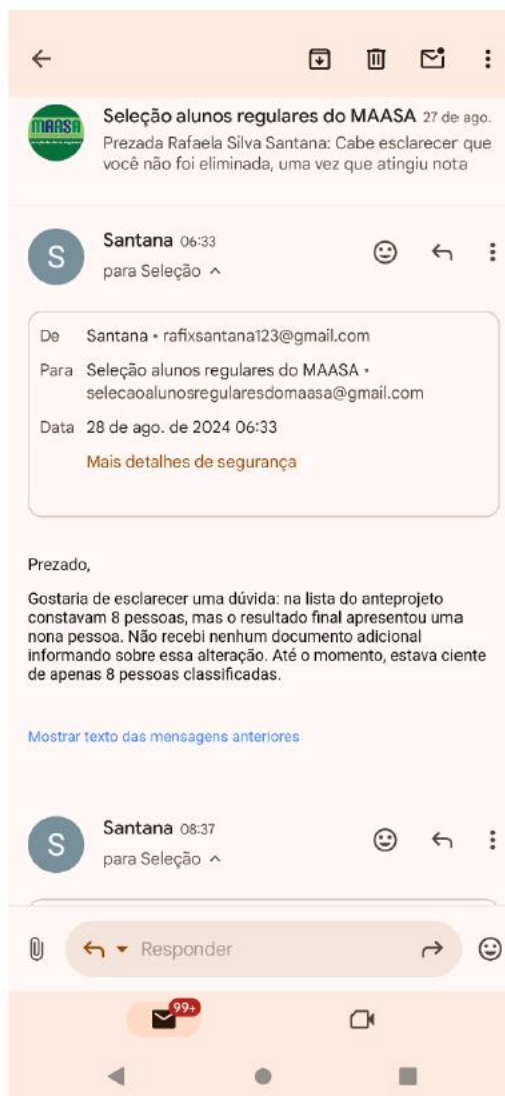 MAASA
Seleção alunos regulares do MAASA 27 de ago.
Prezada Rafaela Silva Santana: Cabe esclarecer que
você não foi eliminada, uma vez que atingiu nota
S
Santana 06:33
para Seleção
De Santana • rafixsantana123@gmail.com
Para Seleção alunos regulares do MAASA •
selecaoalunosregularesdomaasa@gmail.com
Data 28 de ago. de 2024 06:33
Mais detalhes de segurança
Prezado,
Gostaria de esclarecer uma dúvida: na lista do anteprojeto
constavam 8 pessoas, mas o resultado final apresentou uma
nona pessoa. Não recebi nenhum documento adicional
informando sobre essa alteração. Até o momento, estava ciente
de apenas 8 pessoas classificadas.
Mostrar texto das mensagens anteriores
S
Santana 08:37
para Seleção
Responder
99+